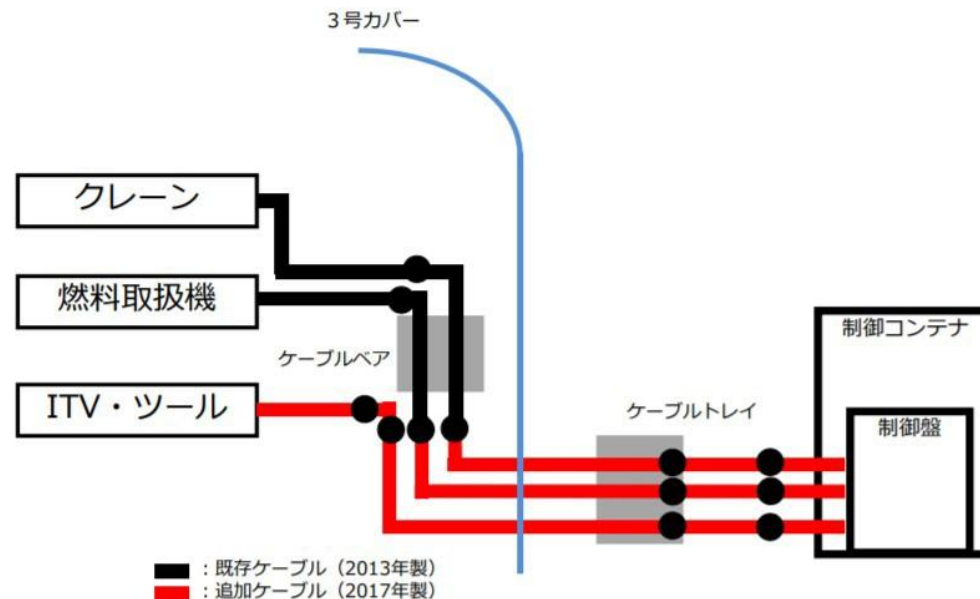 3号カバー
クレーン
燃料取扱機
ケーブルベア
ITV・ツール
ケーブルトレイ
制御コンテナ
制御盤
：既存ケーブル（2013年製）
：追加ケーブル（2017年製）